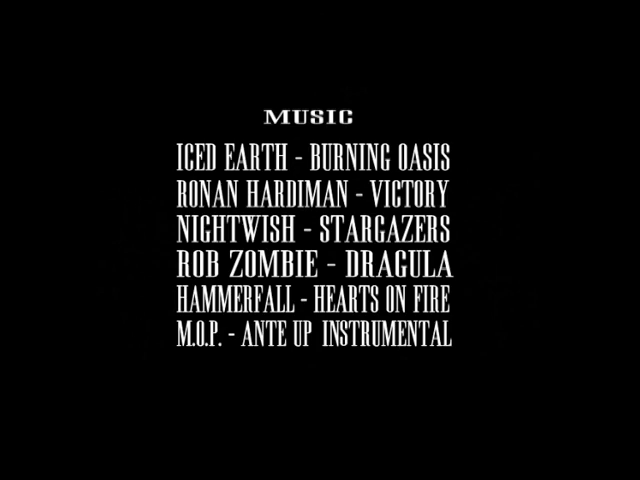 MUSIC
ICED EARTH - BURNING OASIS
RONAN HARDIMAN - VICTORY
NIGHTWISH - STARGAZERS
ROB ZOMBIE - DRAGULA
HAMMERFALL - HEARTS ON FIRE
M.O.P. - ANTE UP INSTRUMENTAL